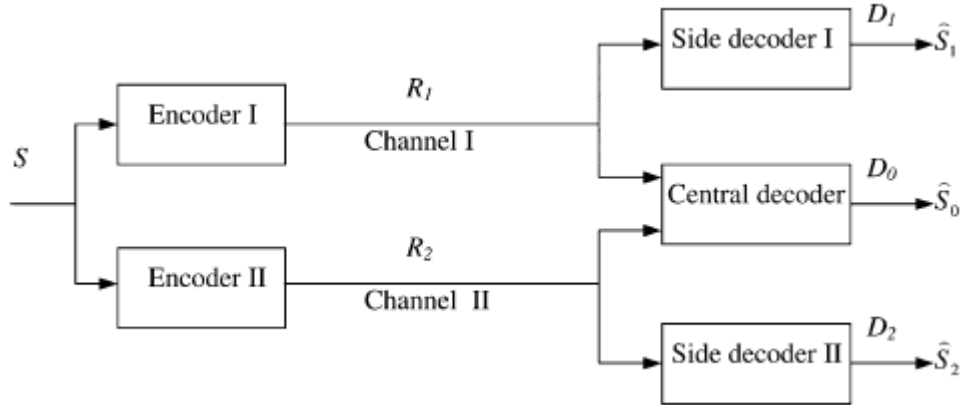 D₁
Side decoder I
Ŝ₁
R₁
Encoder I
Channel I
S
D₀
Central decoder
Ŝ₀
R₂
Encoder II
Channel II
D₂
Side decoder II
Ŝ₂